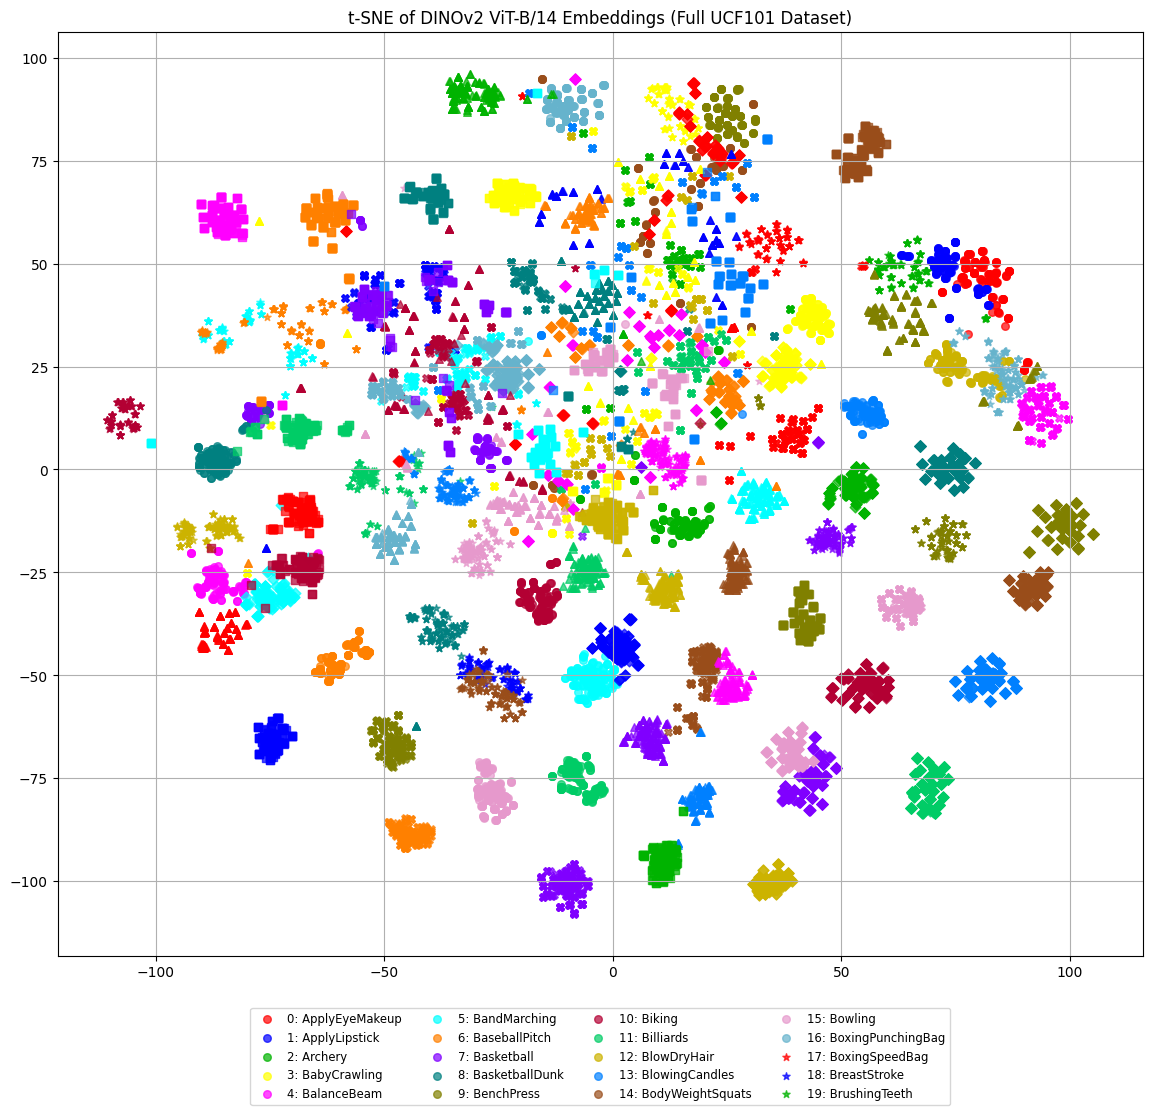 t-SNE of DINOv2 ViT-B/14 Embeddings (Full UCF101 Dataset)
100
75
50
25
0
−25
−50
−75
−100
−100 −50 0 50 100
0: ApplyEyeMakeup
1: ApplyLipstick
2: Archery
3: BabyCrawling
4: BalanceBeam
5: BandMarching
6: BaseballPitch
7: Basketball
8: BasketballDunk
9: BenchPress
10: Biking
11: Billiards
12: BlowDryHair
13: BlowingCandles
14: BodyWeightSquats
15: Bowling
16: BoxingPunchingBag
17: BoxingSpeedBag
18: BreastStroke
19: BrushingTeeth